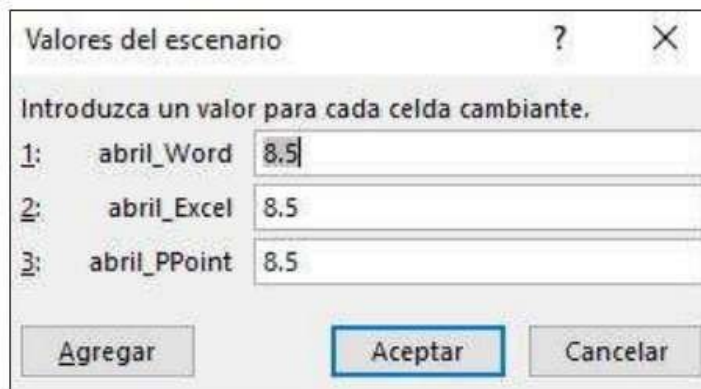 Valores del escenario ? X
Introduzca un valor para cada celda cambiante.
1: abril_Word 8.5
2: abril_Excel 8.5
3: abril_PPoint 8.5
Agregar Aceptar Cancelar